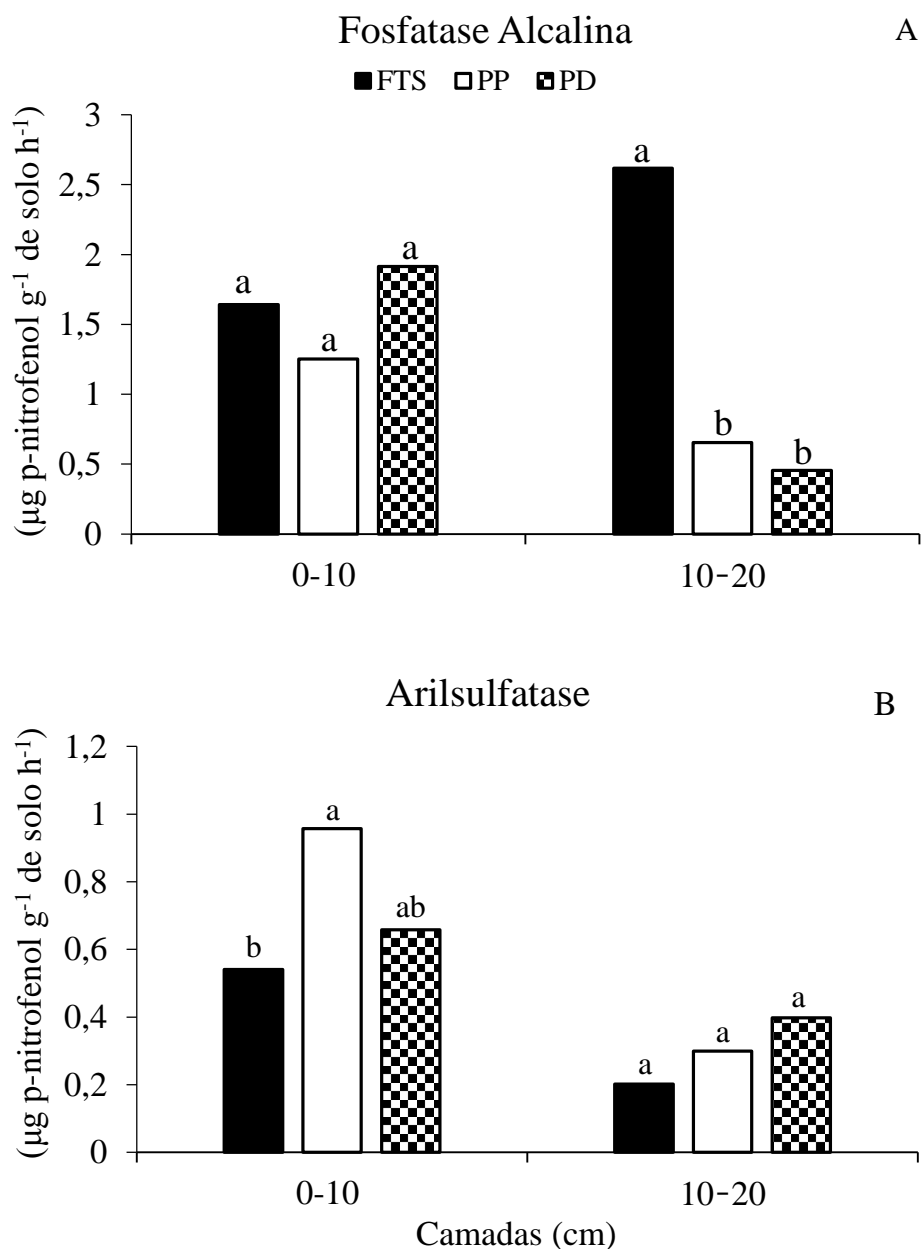 Fosfatase Alcalina
A
FTS PP PD
(µg p-nitrofenol g⁻¹ de solo h⁻¹)
3
2,5
2
1,5
1
0,5
0
a
a
a
a
b
b
0-10
10-20
Arilsulfatase
B
(µg p-nitrofenol g⁻¹ de solo h⁻¹)
1,2
1
0,8
0,6
0,4
0,2
0
b
a
ab
a
a
a
0-10
10-20
Camadas (cm)